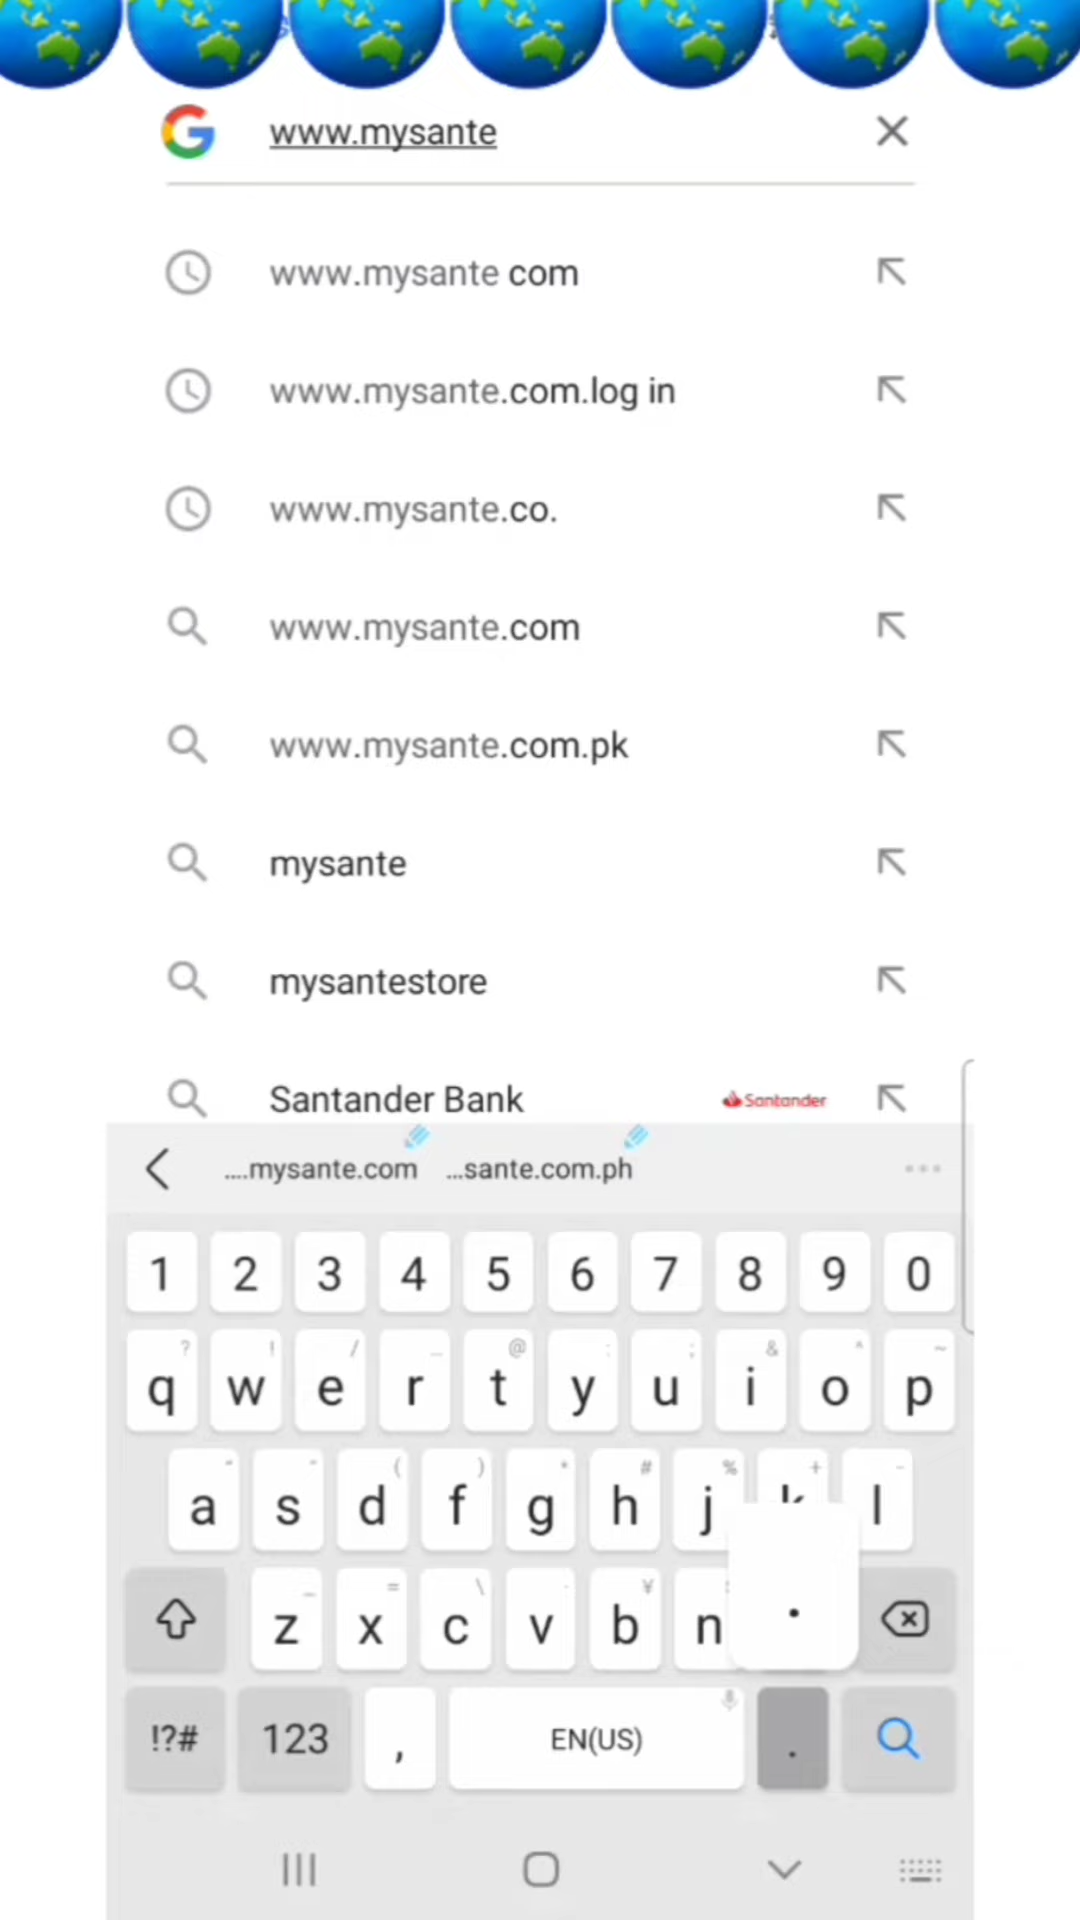 www.mysante
www.mysante com
www.mysante.com.log in
www.mysante.co.
www.mysante.com
www.mysante.com.pk
mysante
mysantestore
Santander Bank Santander
....mysante.com ...sante.com.ph
1 2 3 4 5 6 7 8 9 0
q w e r t y u i o p
a s d f g h j k l
z x c v b n .
!?# 123 , EN(US) .